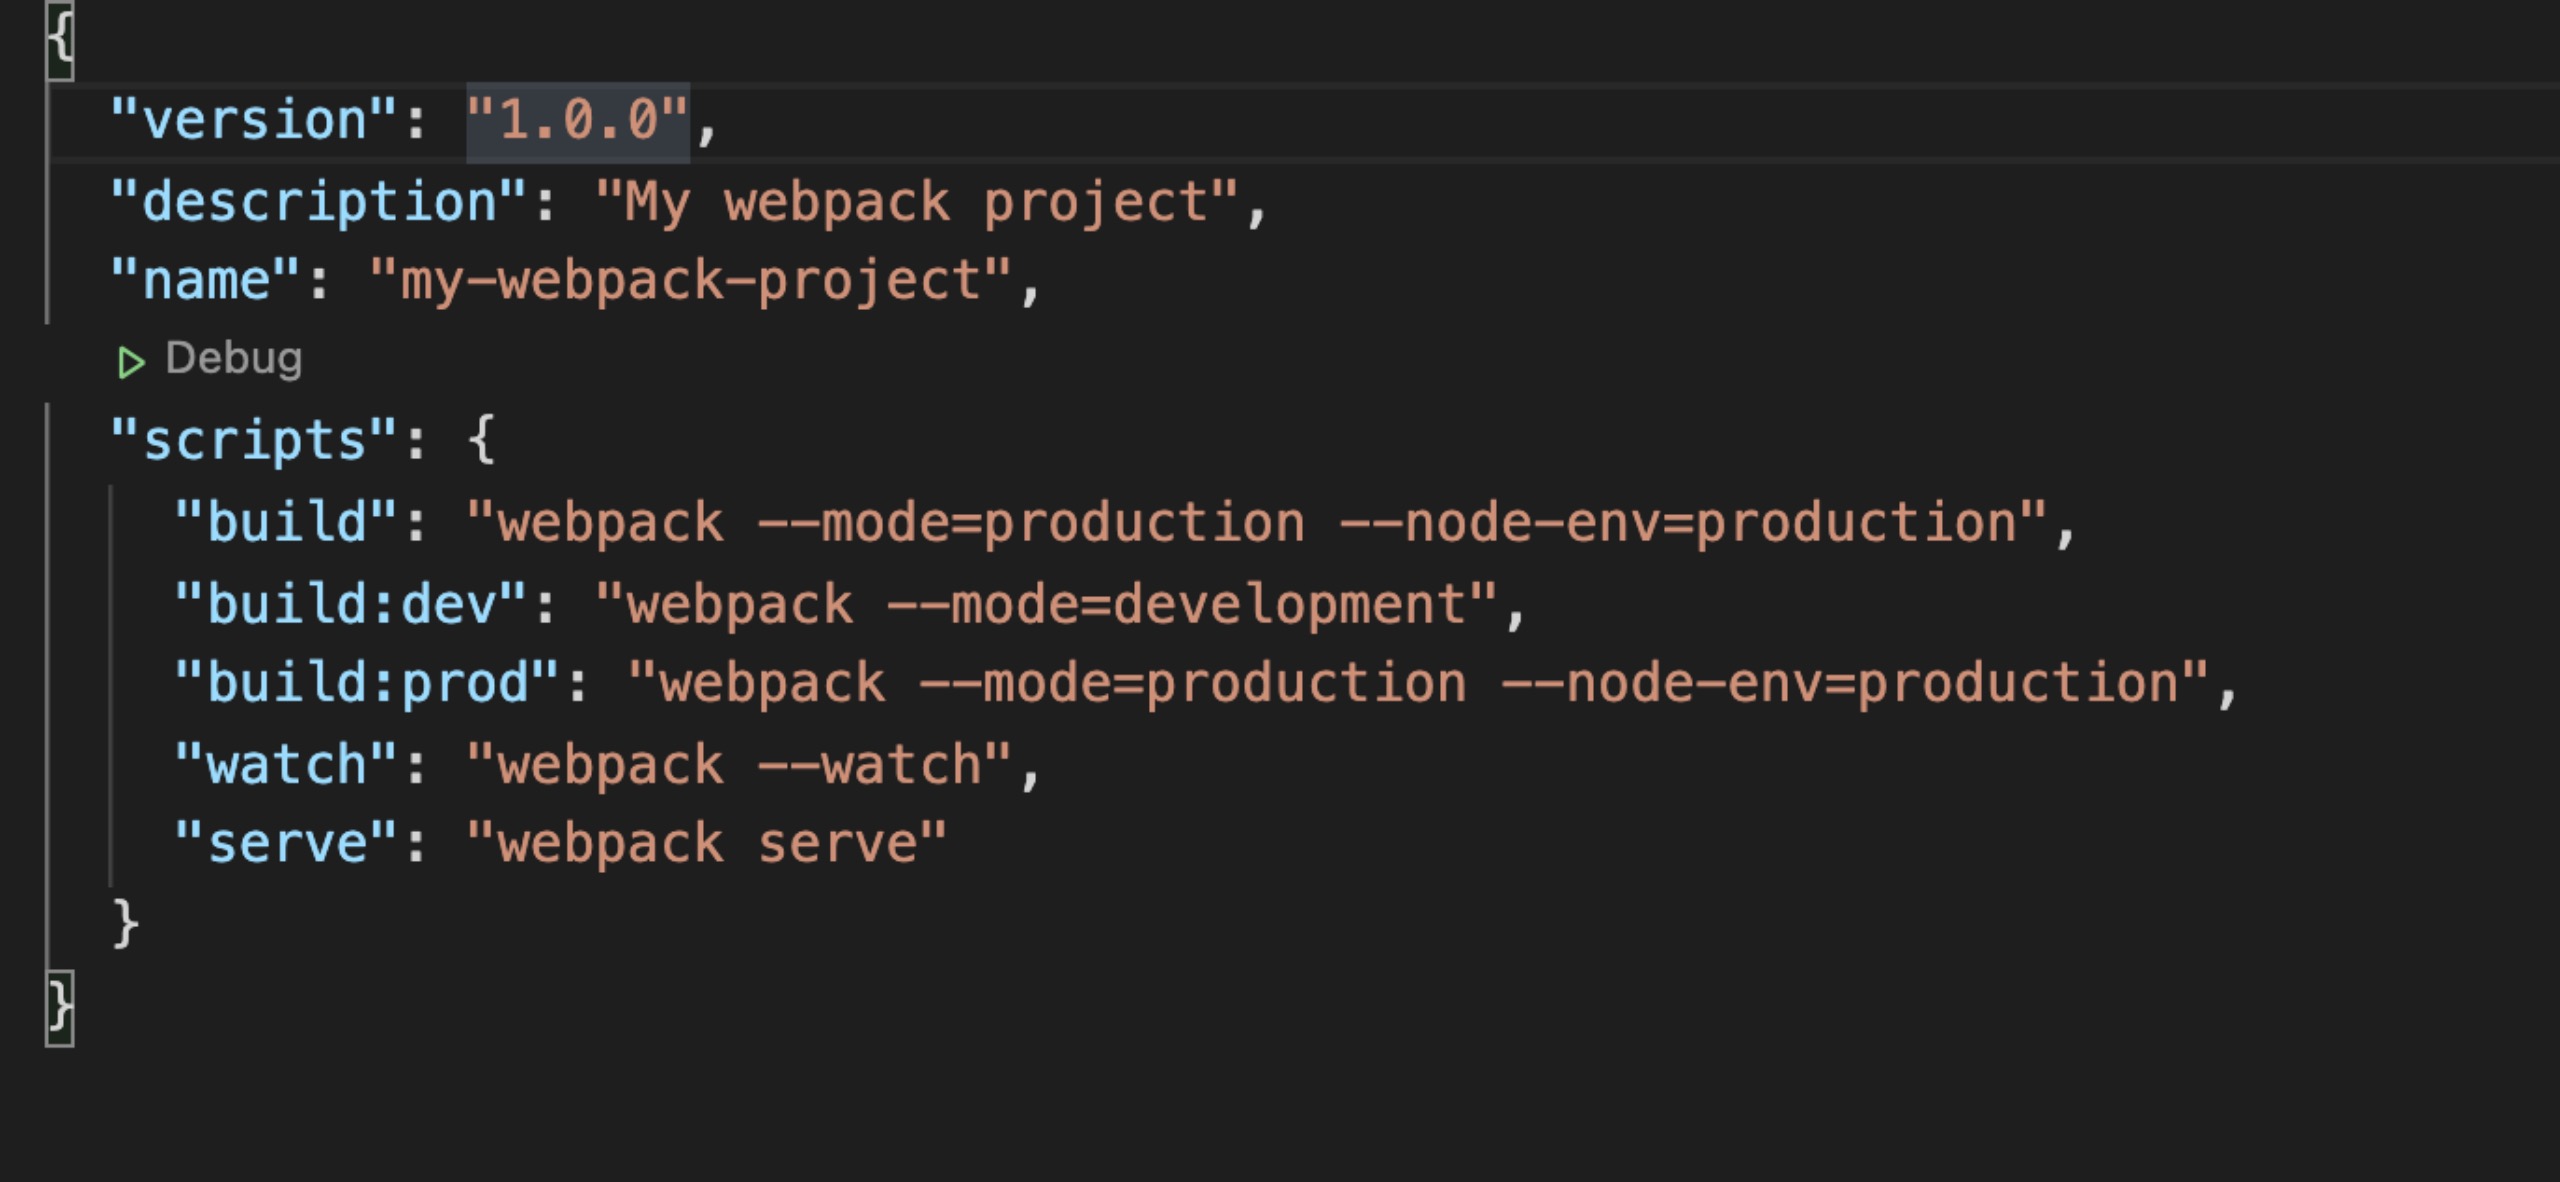 {
"version": "1.0.0",
"description": "My webpack project",
"name": "my-webpack-project",
Debug
"scripts": {
"build": "webpack --mode=production --node-env=production",
"build:dev": "webpack --mode=development",
"build:prod": "webpack --mode=production --node-env=production",
"watch": "webpack --watch",
"serve": "webpack serve"
}
}